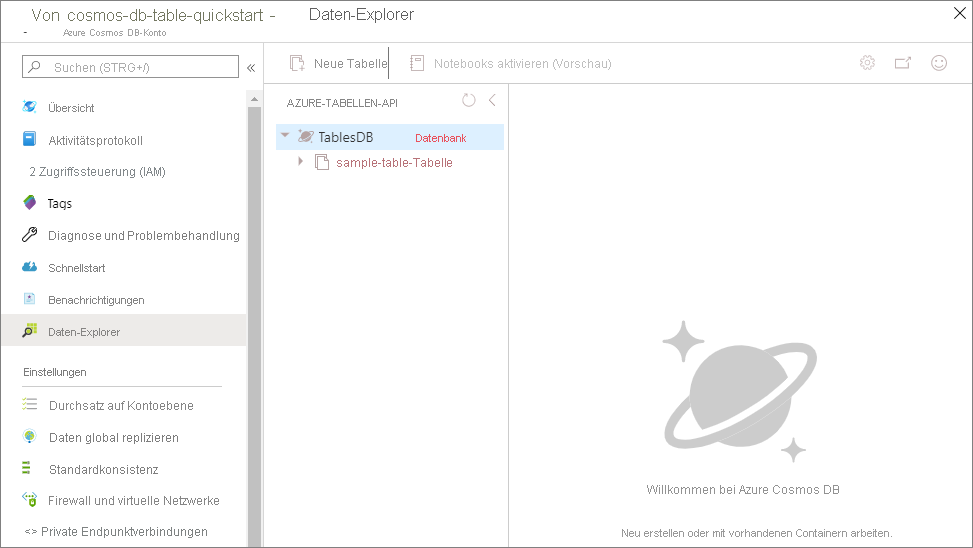 Von cosmos-db-table-quickstart - Daten-Explorer
- Azure Cosmos DB-Konto
Suchen (STRG+/)
«
Übersicht
Aktivitätsprotokoll
2 Zugriffssteuerung (IAM)
Taqs
Diagnose und Problembehandlung
Schnellstart
Benachrichtigungen
Daten-Explorer
Einstellungen
Durchsatz auf Kontoebene
Daten global replizieren
Standardkonsistenz
Firewall und virtuelle Netzwerke
<> Private Endpunktverbindungen
Neue Tabelle
Notebooks aktivieren (Vorschau)
AZURE-TABELLEN-API
TablesDB Datenbank
sample-table-Tabelle
Willkommen bei Azure Cosmos DB
Neu erstellen oder mit vorhandenen Containern arbeiten.